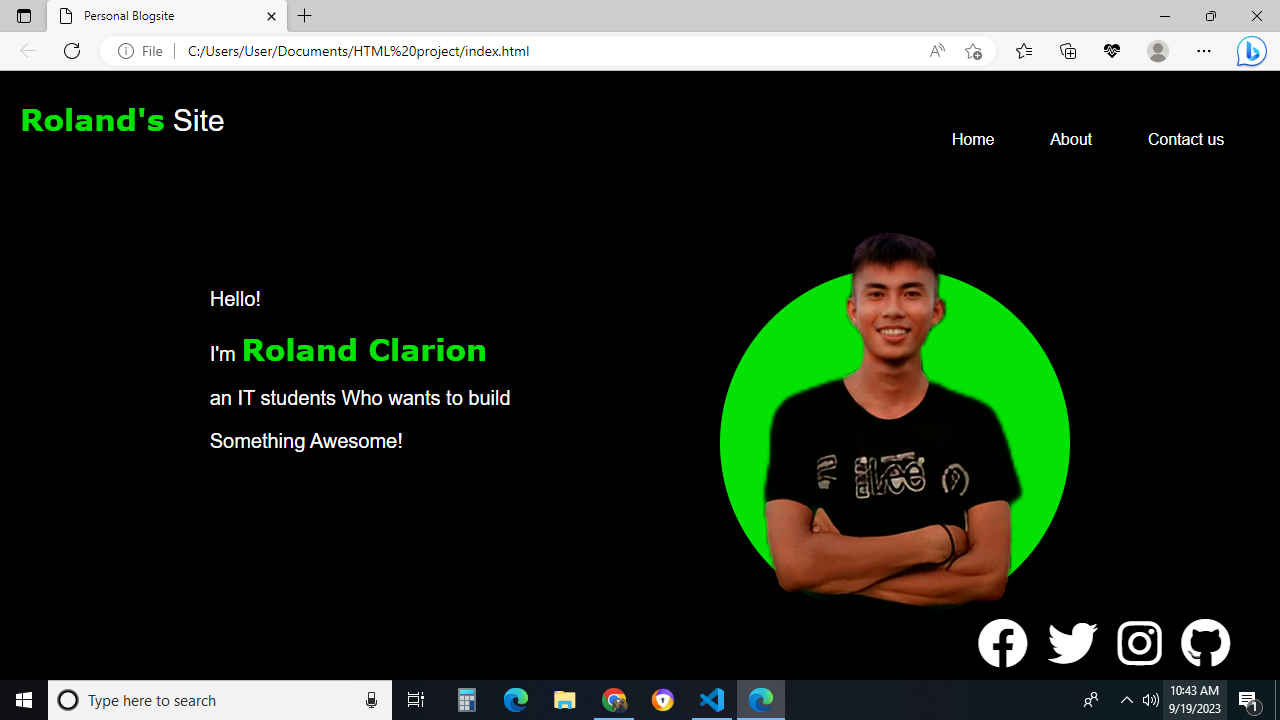 Personal Blogsite
File
C:/Users/User/Documents/HTML%20project/index.html
Roland's Site
Home About Contact us
Hello!
I'm Roland Clarion
an IT students Who wants to build
Something Awesome!
Type here to search
10:43 AM
9/19/2023
1